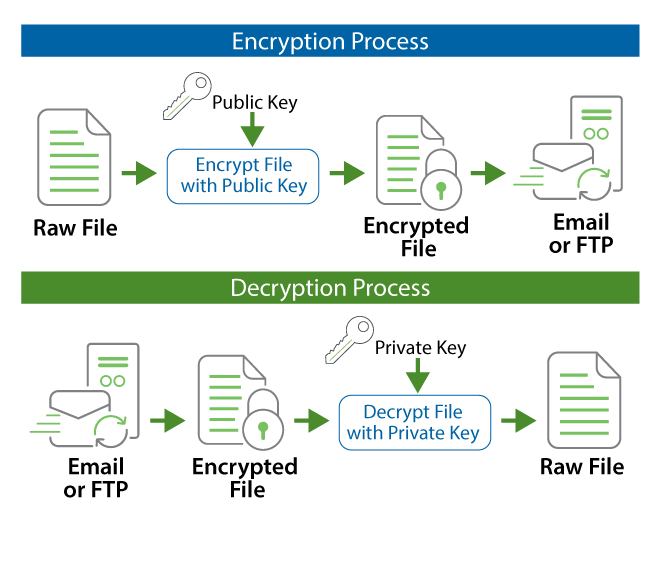 Encryption Process
Public Key
Encrypt File
with Public Key
Raw File
Encrypted
File
Email
or FTP
Decryption Process
Private Key
Decrypt File
with Private Key
Email
or FTP
Encrypted
File
Raw File